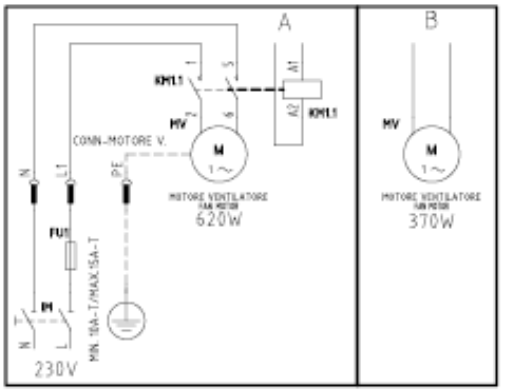 A
B
1
5
A1
KM1.1
A2
KM1.1
2
6
MV
MV
CONN-MOTORE V.
M
1~
M
1~
N
L1
PE
MOTORE VENTILATORE
FAN MOTOR
620W
MOTORE VENTILATORE
FAN MOTOR
370W
FU1
MIN. 10A-T/MAX.15A-T
IM
N
L
230V